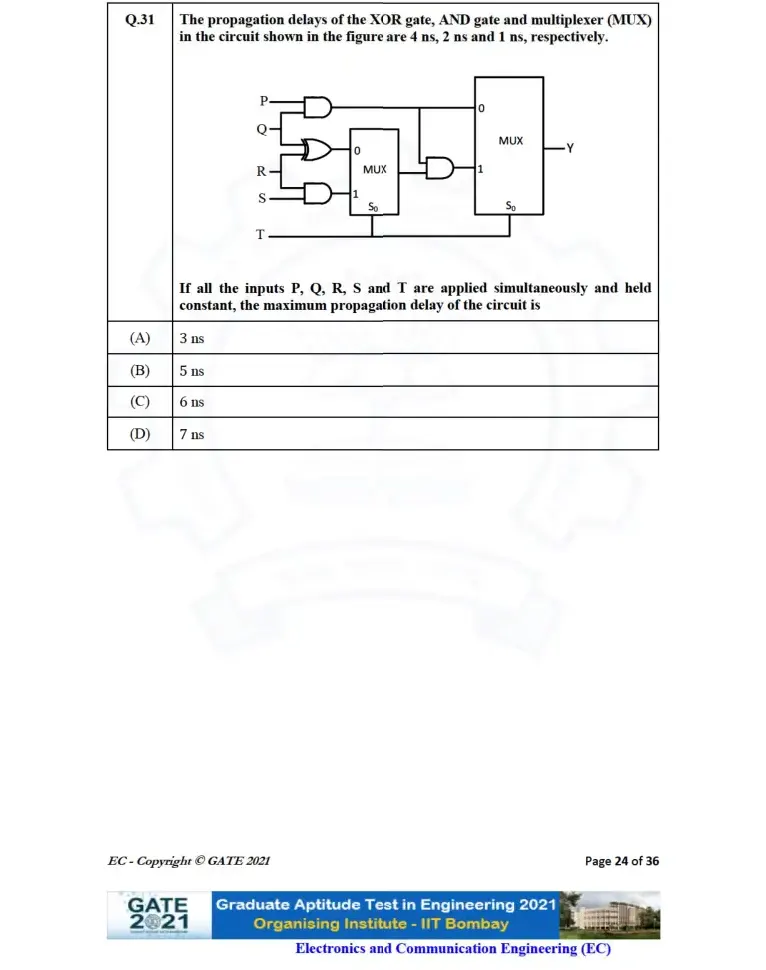 Q.31 The propagation delays of the XOR gate, AND gate and multiplexer (MUX)
in the circuit shown in the figure are 4 ns, 2 ns and 1 ns, respectively.
P
0
Q
MUX
Y
0
R
MUX
1
S
1
S₀
S₀
T
If all the inputs P, Q, R, S and T are applied simultaneously and held
constant, the maximum propagation delay of the circuit is
(A) 3 ns
(B) 5 ns
(C) 6 ns
(D) 7 ns
EC - Copyright © GATE 2021 Page 24 of 36
GATE
2021
Graduate Aptitude Test in Engineering 2021
Organising Institute - IIT Bombay
Electronics and Communication Engineering (EC)